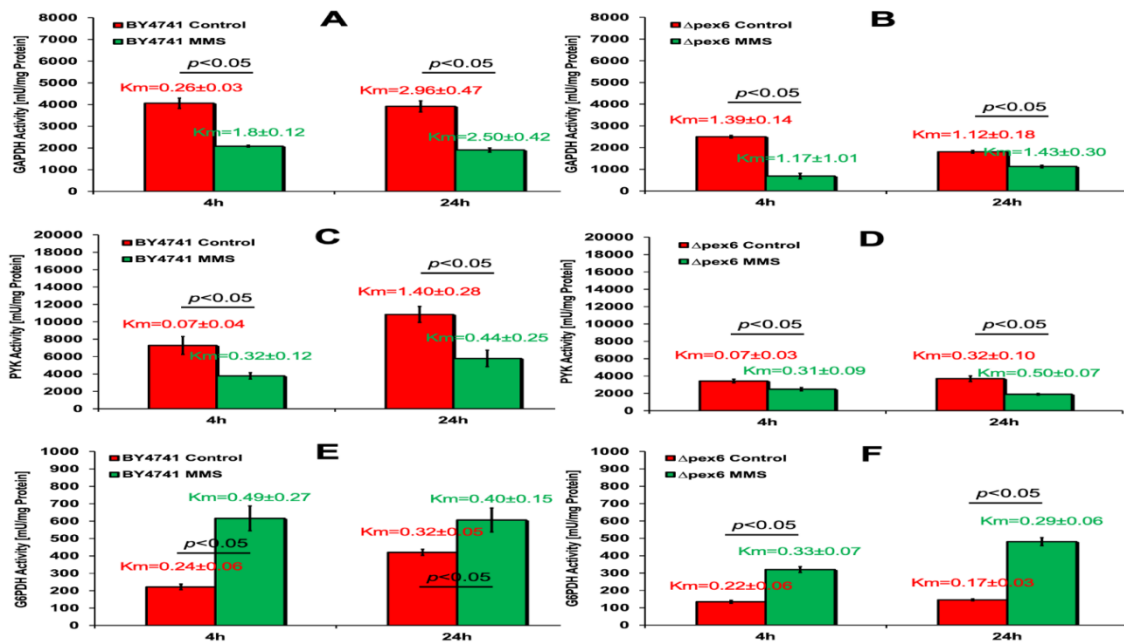 A
GAPDH Activity [mU/mg Protein]
8000
7000
6000
5000
4000
3000
2000
1000
0
BY4741 Control
BY4741 MMS
p<0.05
p<0.05
Km=0.26±0.03
Km=2.96±0.47
Km=1.8±0.12
Km=2.50±0.42
4h
24h
B
GAPDH Activity [mU/mg Protein]
8000
7000
6000
5000
4000
3000
2000
1000
0
Δpex6 Control
Δpex6 MMS
p<0.05
p<0.05
Km=1.39±0.14
Km=1.12±0.18
Km=1.17±1.01
Km=1.43±0.30
4h
24h
C
PYK Activity [mU/mg Protein]
20000
18000
16000
14000
12000
10000
8000
6000
4000
2000
0
BY4741 Control
BY4741 MMS
p<0.05
p<0.05
Km=1.40±0.28
Km=0.07±0.04
Km=0.32±0.12
Km=0.44±0.25
4h
24h
D
PYK Activity [mU/mg Protein]
20000
18000
16000
14000
12000
10000
8000
6000
4000
2000
0
Δpex6 Control
Δpex6 MMS
p<0.05
p<0.05
Km=0.07±0.03
Km=0.32±0.10
Km=0.31±0.09
Km=0.50±0.07
4h
24h
E
G6PDH Activity [mU/mg Protein]
1000
900
800
700
600
500
400
300
200
100
0
BY4741 Control
BY4741 MMS
Km=0.49±0.27
Km=0.40±0.15
p<0.05
Km=0.32±0.05
Km=0.24±0.06
p<0.05
4h
24h
F
G6PDH Activity [mU/mg Protein]
1000
900
800
700
600
500
400
300
200
100
0
Δpex6 Control
Δpex6 MMS
p<0.05
p<0.05
Km=0.29±0.06
Km=0.33±0.07
Km=0.22±0.06
Km=0.17±0.03
4h
24h